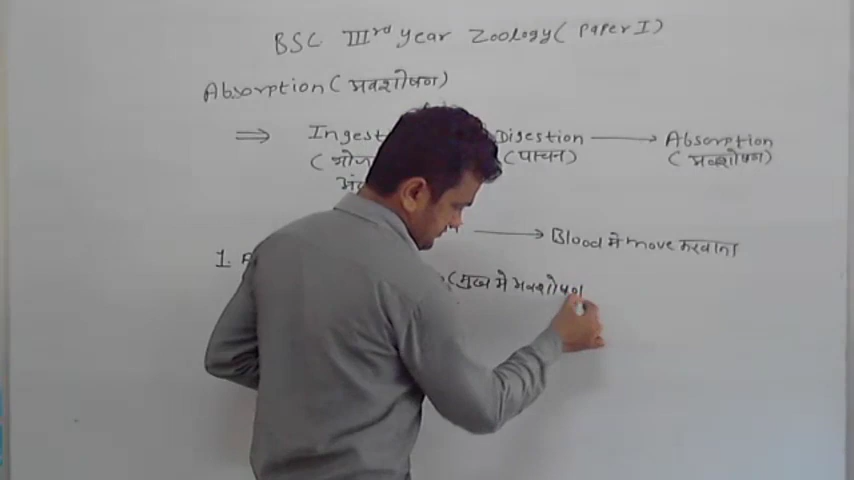 BSC IIIrd year Zoology( Paper I )
Absorption ( अवशोषण )
⇒ Digestion → Absorption
(पाचन) ( अवशोषण )
→ Blood मे move करवाना
1.
(मुख मे अवशोषण